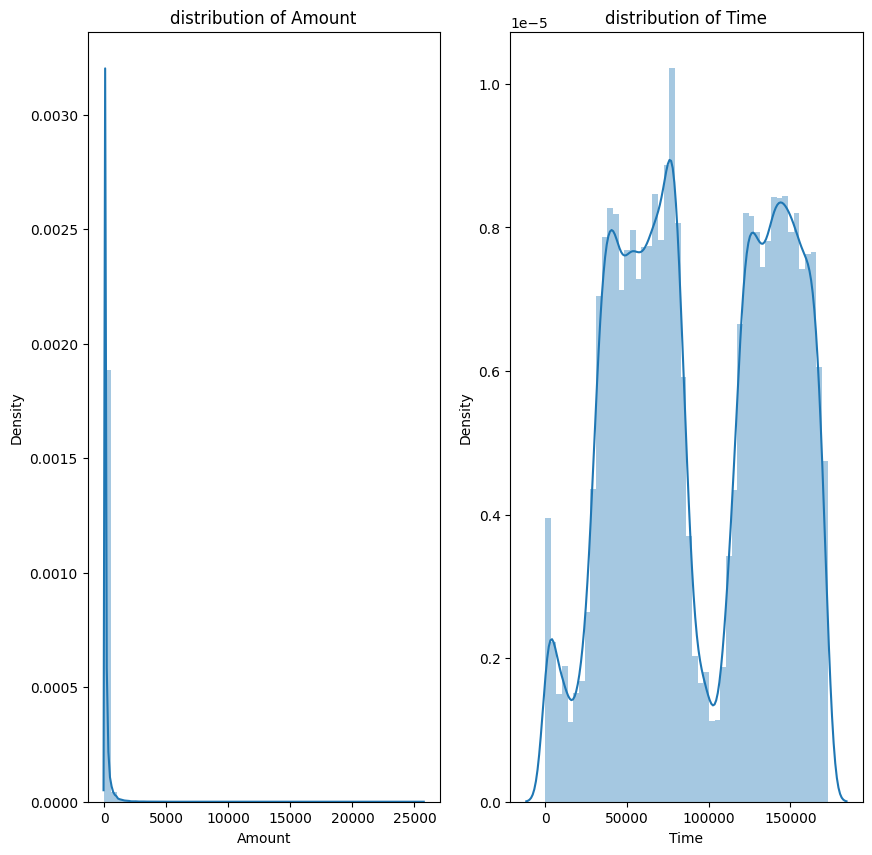 distribution of Amount
0.0030
0.0025
0.0020
0.0015
0.0010
0.0005
0.0000
Density
0 5000 10000 15000 20000 25000
Amount
distribution of Time
1e−5
1.0
0.8
0.6
0.4
0.2
0.0
Density
0 50000 100000 150000
Time